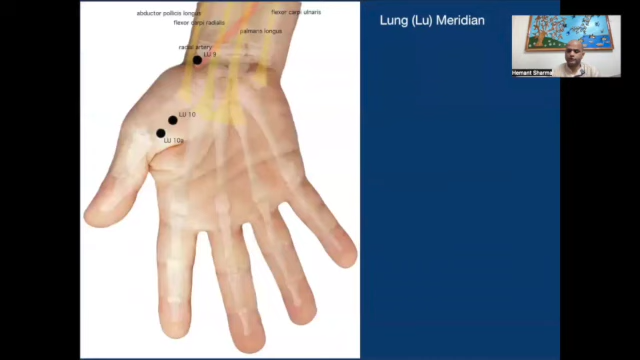 Lung (Lu) Meridian
abductor pollicis longus
flexor carpi ulnaris
flexor carpi radialis
palmaris longus
radial artery
LU 9
LU 10
LU 10a
Hemant Sharma